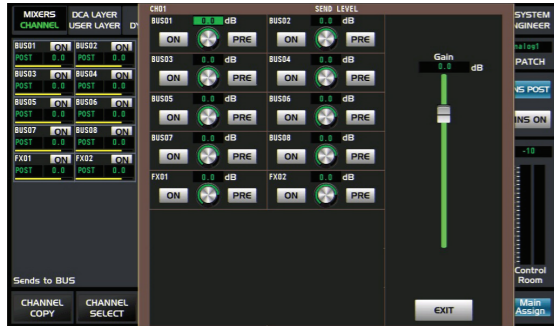 MIXERS
CHANNEL
DCA LAYER
USER LAYER
SYSTEM
CH01 SEND LEVEL
BUS01 0.0 dB BUS02 0.0 dB
ON PRE ON PRE
BUS03 0.0 dB BUS04 0.0 dB
ON PRE ON PRE
BUS05 0.0 dB BUS06 0.0 dB
ON PRE ON PRE
BUS07 0.0 dB BUS08 0.0 dB
ON PRE ON PRE
FX01 0.0 dB FX02 0.0 dB
ON PRE ON PRE
Gain
0.0 dB
EXIT
BUS01 ON BUS02 ON
POST 0.0 POST 0.0
BUS03 ON BUS04 ON
POST 0.0 POST 0.0
BUS05 ON BUS06 ON
POST 0.0 POST 0.0
BUS07 ON BUS08 ON
POST 0.0 POST 0.0
FX01 ON FX02 ON
POST 0.0 POST 0.0
Sends to BUS
CHANNEL
COPY
CHANNEL
SELECT
PATCH
NS POST
NS ON
-10
Control
Room
Main
Assign